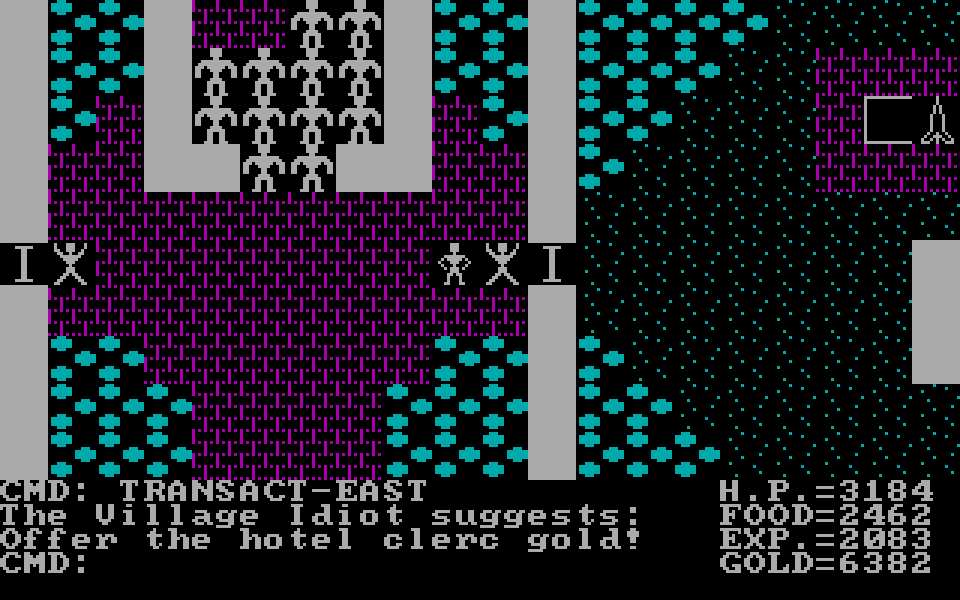 I I
CMD: TRANSACT-EAST
The Village Idiot suggests:
Offer the hotel clerc gold!
CMD:
H.P.=3184
FOOD=2462
EXP.=2083
GOLD=6382